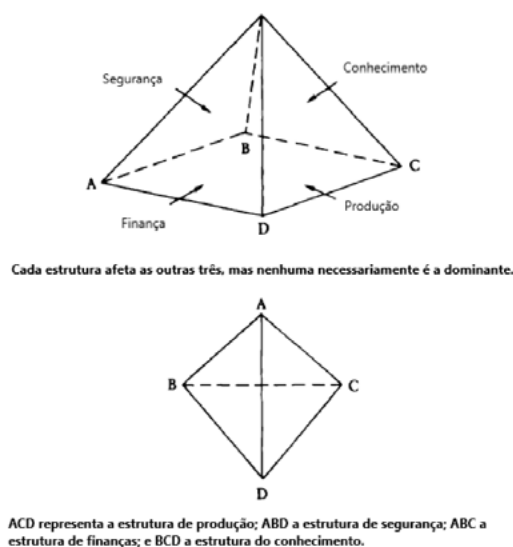 Segurança
Conhecimento
B
A
C
Finança
Produção
D
Cada estrutura afeta as outras três, mas nenhuma necessariamente é a dominante.
A
B
C
D
ACD representa a estrutura de produção; ABD a estrutura de segurança; ABC a
estrutura de finanças; e BCD a estrutura do conhecimento.